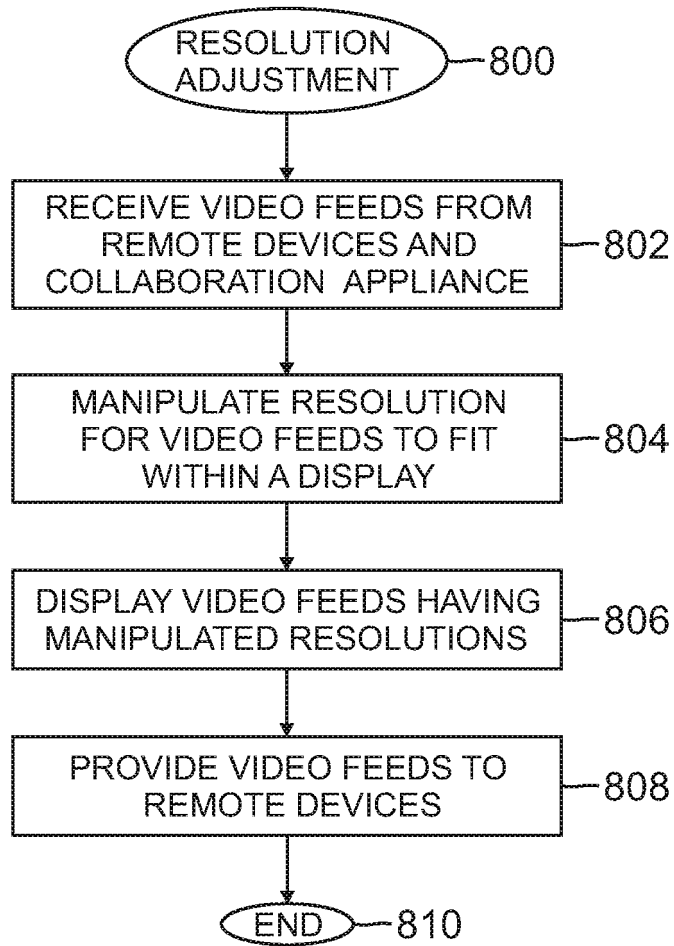 RESOLUTION
ADJUSTMENT
800
RECEIVE VIDEO FEEDS FROM
REMOTE DEVICES AND
COLLABORATION APPLIANCE
802
MANIPULATE RESOLUTION
FOR VIDEO FEEDS TO FIT
WITHIN A DISPLAY
804
DISPLAY VIDEO FEEDS HAVING
MANIPULATED RESOLUTIONS
806
PROVIDE VIDEO FEEDS TO
REMOTE DEVICES
808
END
810